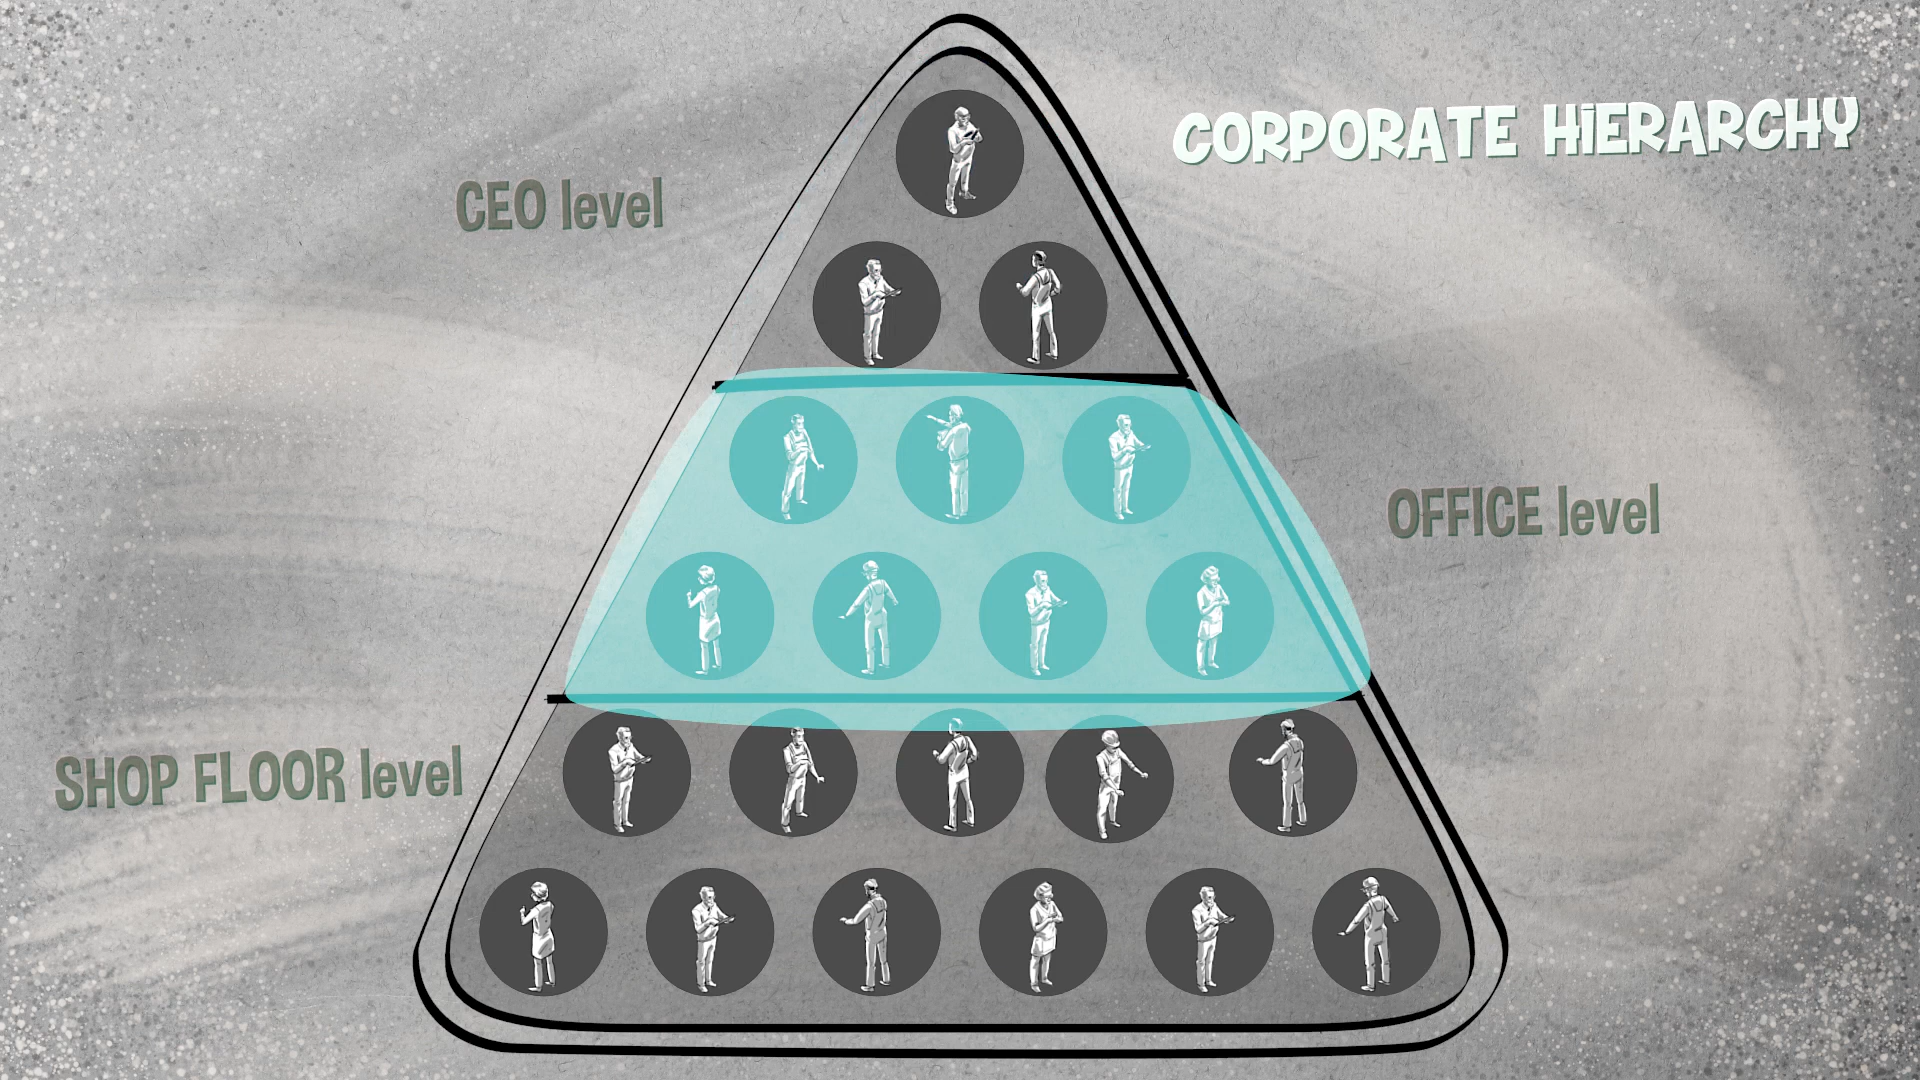 CORPORATE HiERARCHY
CEO level
OFFICE level
SHOP FLOOR level